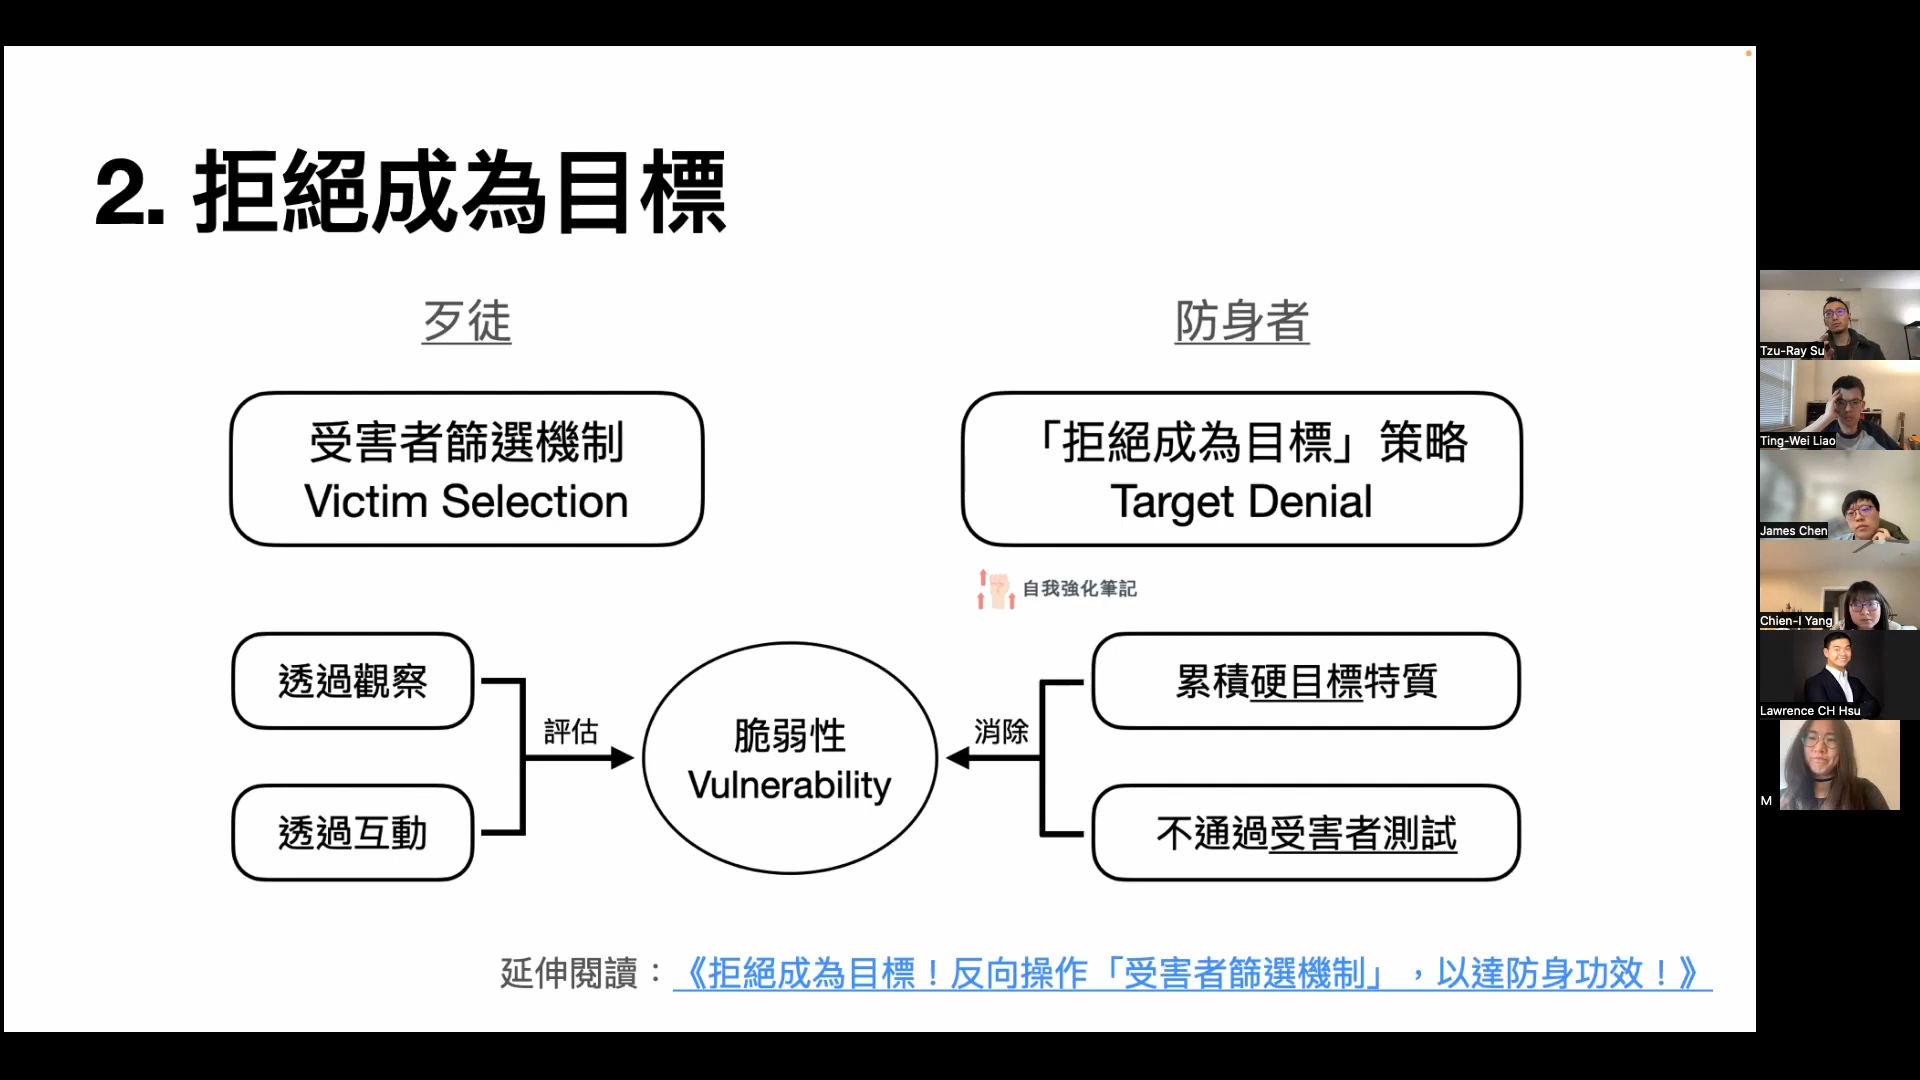 2. 拒絕成為目標
歹徒
防身者
受害者篩選機制
Victim Selection
「拒絕成為目標」策略
Target Denial
自我強化筆記
透過觀察
透過互動
評估
脆弱性
Vulnerability
消除
累積硬目標特質
不通過受害者測試
延伸閱讀：《拒絕成為目標！反向操作「受害者篩選機制」，以達防身功效！》
Tzu-Ray Su
Ting-Wei Liao
James Chen
Chien-I Yang
Lawrence CH Hsu
M